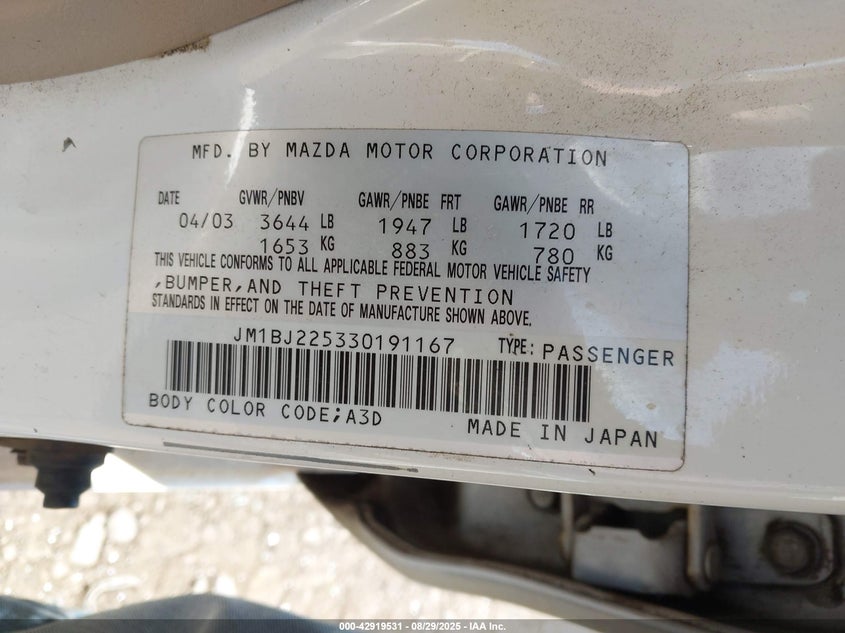 MFD. BY MAZDA MOTOR CORPORATION
DATE GVWR/PNBV GAWR/PNBE FRT GAWR/PNBE RR
04/03 3644 LB 1947 LB 1720 LB
1653 KG 883 KG 780 KG
THIS VEHICLE CONFORMS TO ALL APPLICABLE FEDERAL MOTOR VEHICLE SAFETY
,BUMPER,AND THEFT PREVENTION
STANDARDS IN EFFECT ON THE DATE OF MANUFACTURE SHOWN ABOVE.
JM1BJ225330191167 TYPE: PASSENGER
BODY COLOR CODE;A3D
MADE IN JAPAN
000-42919531 - 08/29/2025 - IAA Inc.